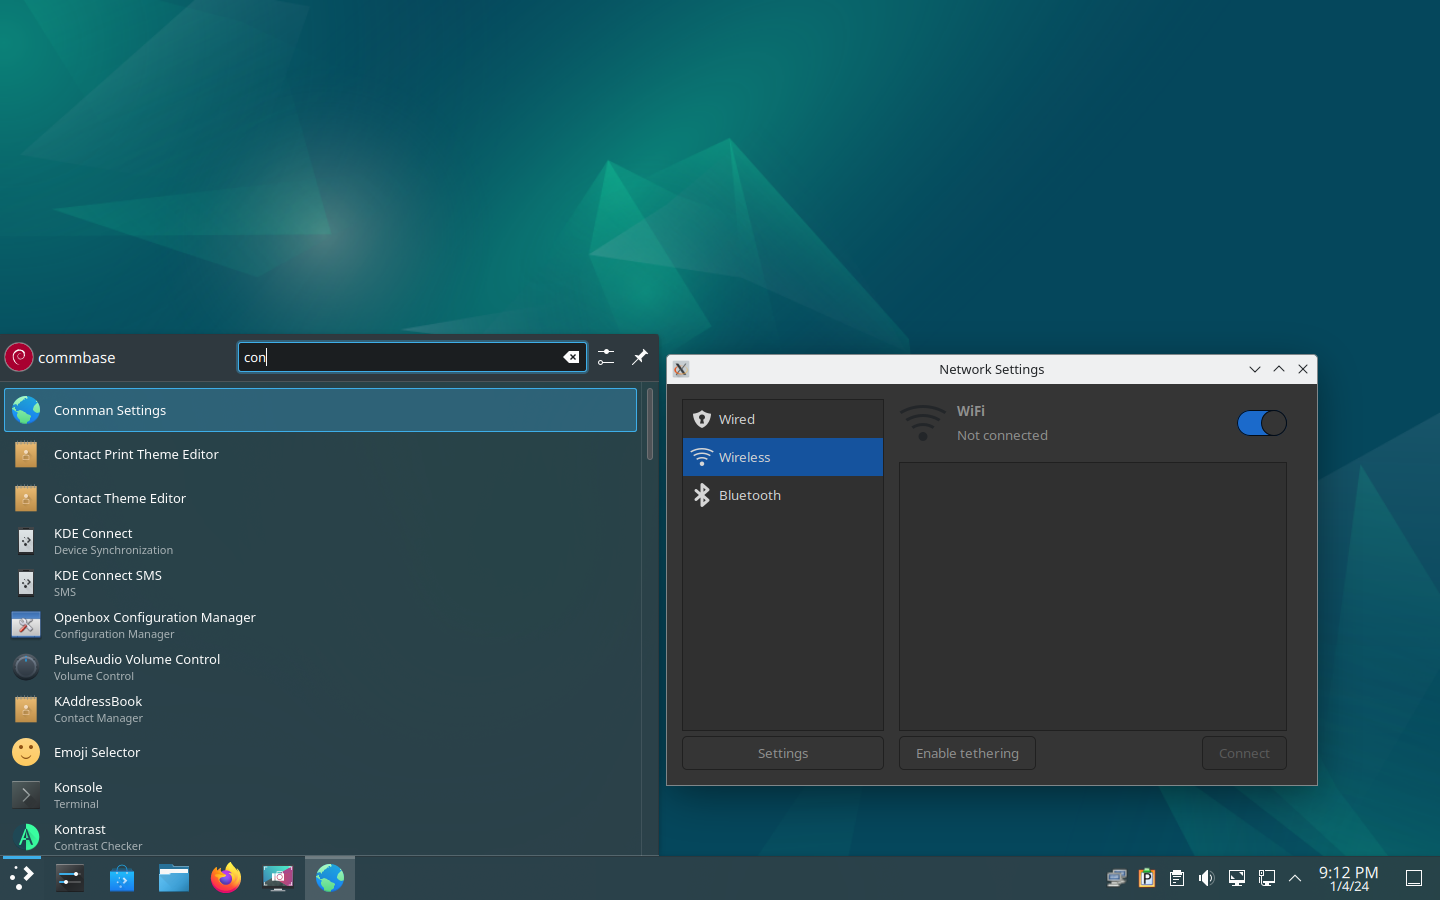 commbase
con
Connman Settings
Contact Print Theme Editor
Contact Theme Editor
KDE Connect
Device Synchronization
KDE Connect SMS
SMS
Openbox Configuration Manager
Configuration Manager
PulseAudio Volume Control
Volume Control
KAddressBook
Contact Manager
Emoji Selector
Konsole
Terminal
Kontrast
Contrast Checker
Network Settings
Wired
Wireless
Bluetooth
WiFi
Not connected
Settings
Enable tethering
Connect
9:12 PM
1/4/24